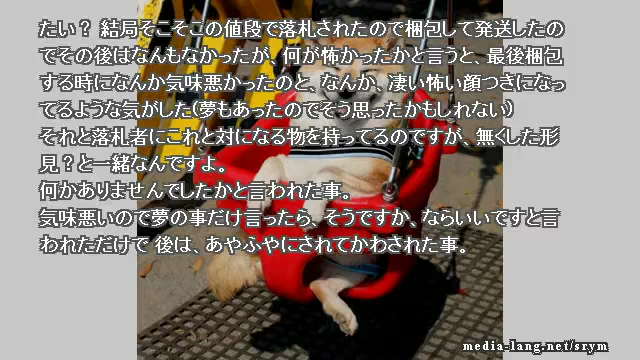 たい？ 結局そこそこの値段で落札されたので梱包して発送したの
でその後はなんもなかったが、何が怖かったかと言うと、最後梱包
する時になんか気味悪かったのと、なんか、凄い怖い顔つきになっ
てるような気がした（夢もあったのでそう思ったかもしれない）
それと落札者にこれと対になる物を持ってるのですが、無くした形
見？と一緒なんですよ。
何かありませんでしたかと言われた事。
気味悪いので夢の事だけ言ったら、そうですか、ならいいですと言
われただけで 後は、あやふやにされてかわされた事。
media-lang.net/srym